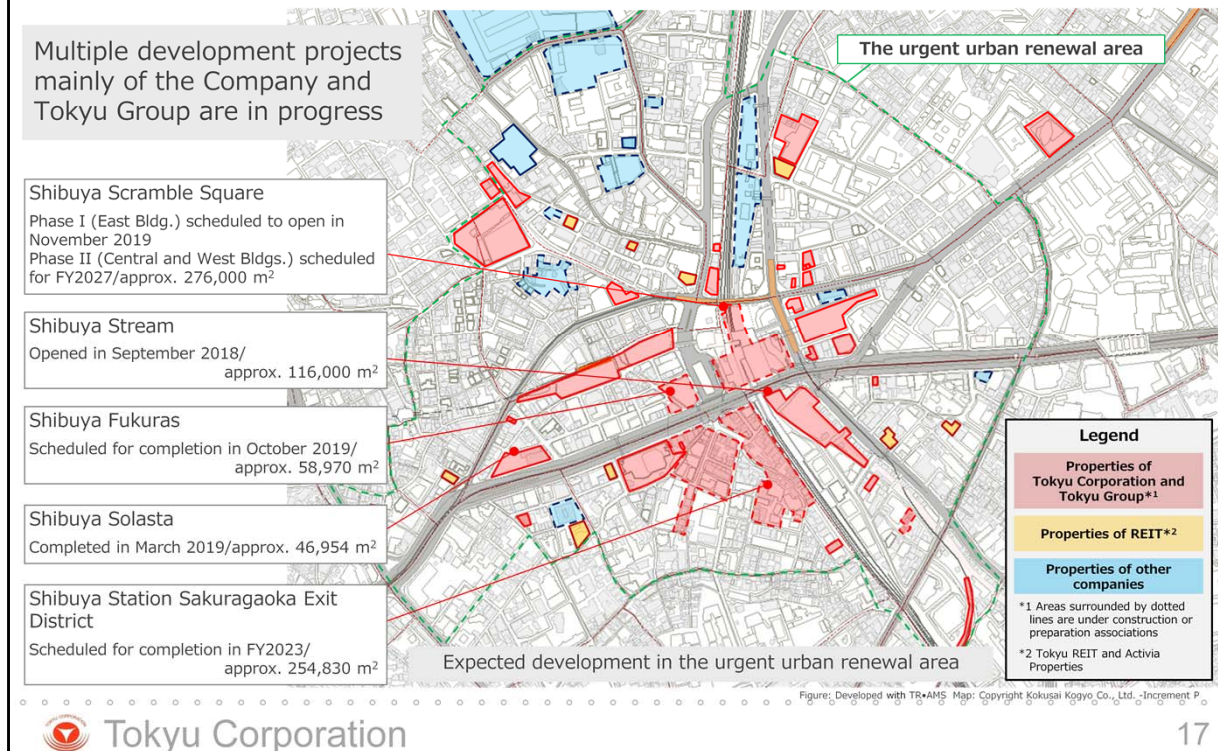 Multiple development projects
mainly of the Company and
Tokyu Group are in progress
The urgent urban renewal area
Shibuya Scramble Square
Phase I (East Bldg.) scheduled to open in
November 2019
Phase II (Central and West Bldgs.) scheduled
for FY2027/approx. 276,000 m²
Shibuya Stream
Opened in September 2018/
approx. 116,000 m²
Shibuya Fukuras
Scheduled for completion in October 2019/
approx. 58,970 m²
Shibuya Solasta
Completed in March 2019/approx. 46,954 m²
Shibuya Station Sakuragaoka Exit
District
Scheduled for completion in FY2023/
approx. 254,830 m²
Legend
Properties of
Tokyu Corporation and
Tokyu Group*1
Properties of REIT*2
Properties of other
companies
*1 Areas surrounded by dotted
lines are under construction or
preparation associations
*2 Tokyu REIT and Activia
Properties
Expected development in the urgent urban renewal area
Figure: Developed with TR•AMS Map: Copyright Kokusai Kogyo Co., Ltd. -Increment P
Tokyu Corporation
17